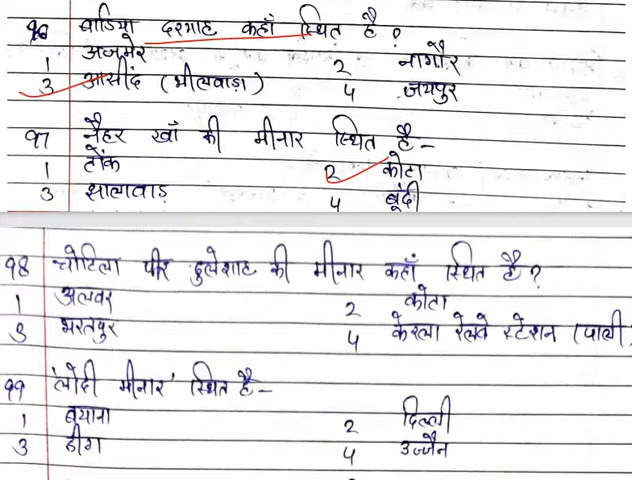 96 बाडिया दरगाह कहाँ स्थित है ?
1 अजमेर 2 नागौर
3 आसींद (भीलवाड़ा) 4 जयपुर
97 नैहर खाँ की मीनार स्थित है -
1 टोंक 2 कोटा
3 झालावाड़ 4 बूंदी
98 चोटिला पीर दुलेशाह की मीनार कहाँ स्थित है ?
1 अलवर 2 कोटा
3 भरतपुर 4 केरला रेलवे स्टेशन (पाली)
99 'लोदी मीनार' स्थित है -
1 बयाना 2 दिल्ली
3 डीग 4 उज्जैन